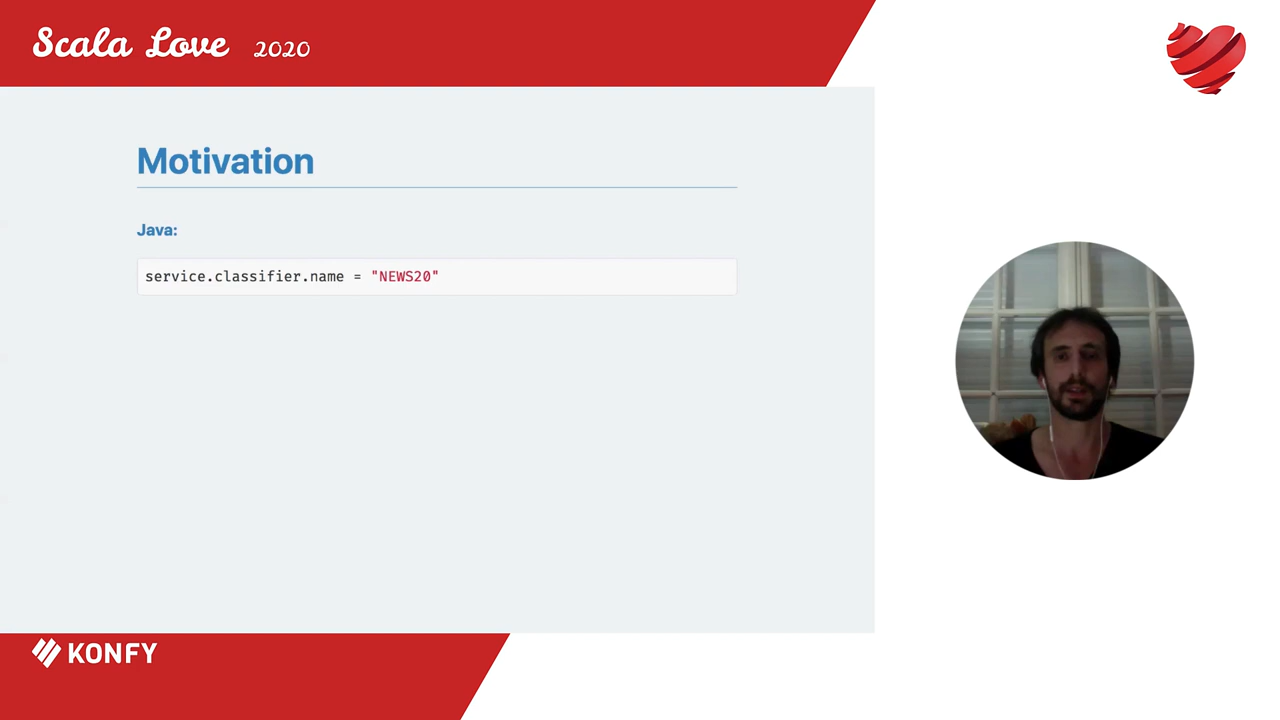 Scala Love 2020
Motivation
Java:
service.classifier.name = "NEWS20"
KONFY